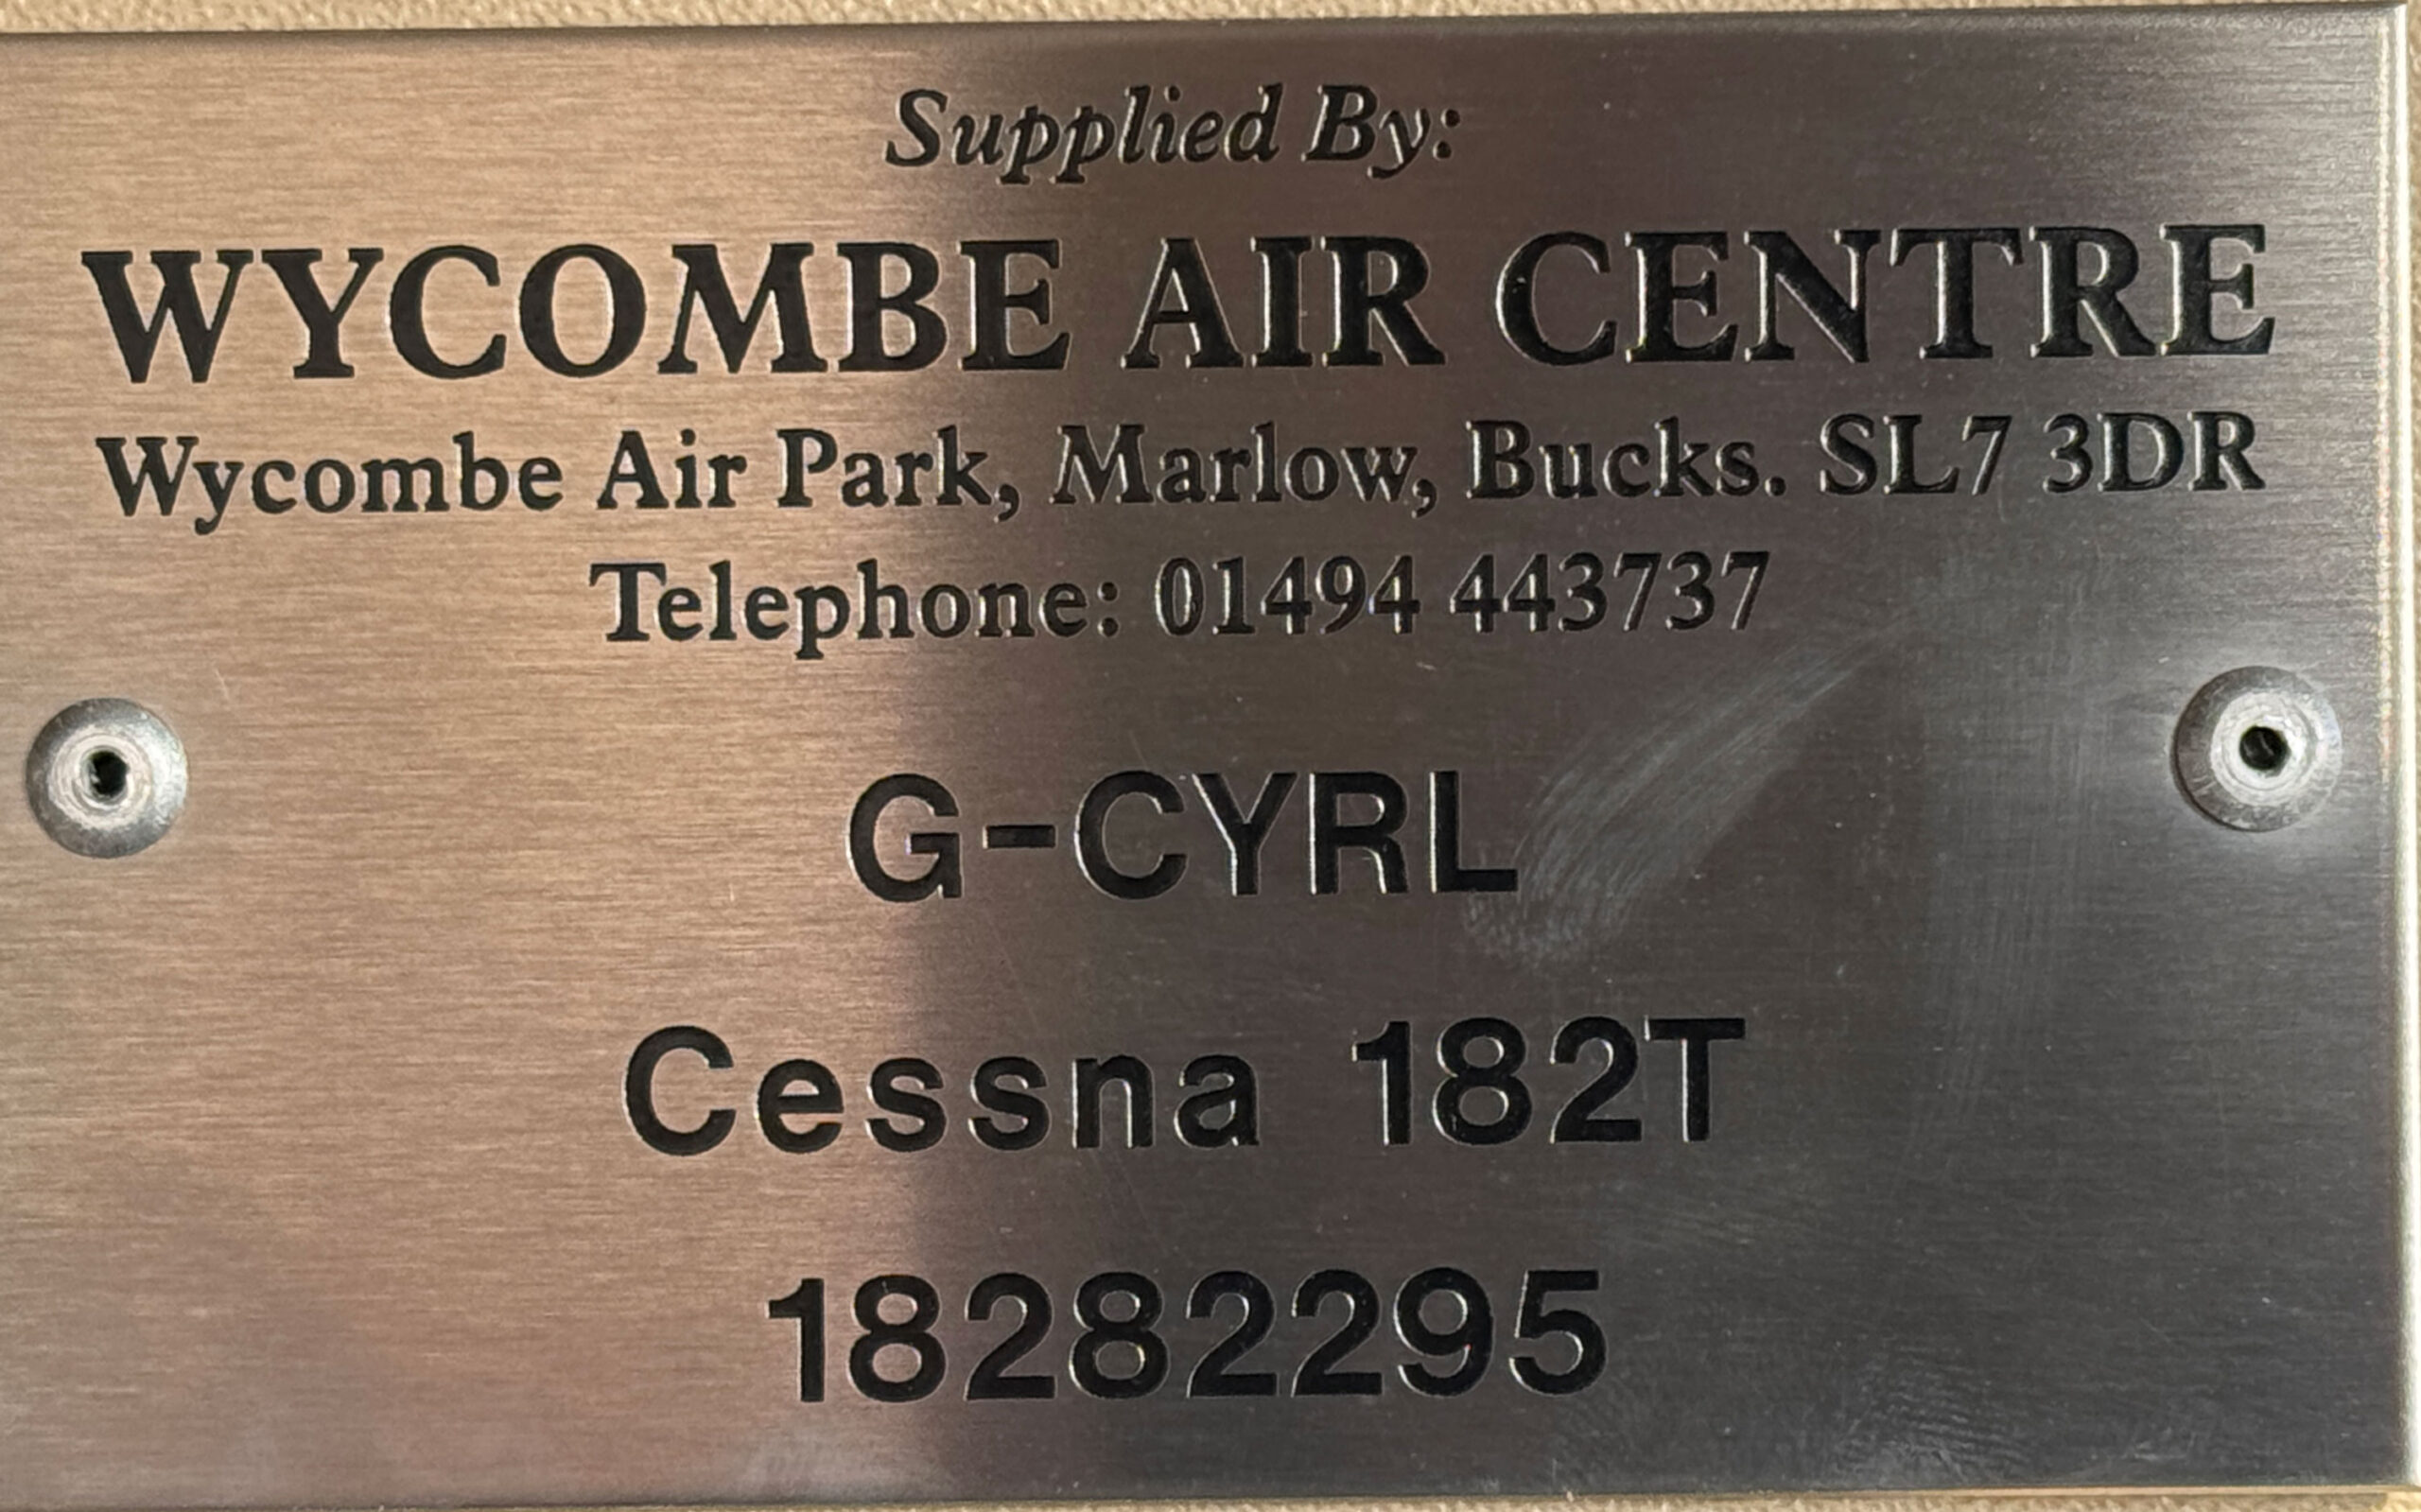 Supplied By:
WYCOMBE AIR CENTRE
Wycombe Air Park, Marlow, Bucks. SL7 3DR
Telephone: 01494 443737
G-CYRL
Cessna 182T
18282295